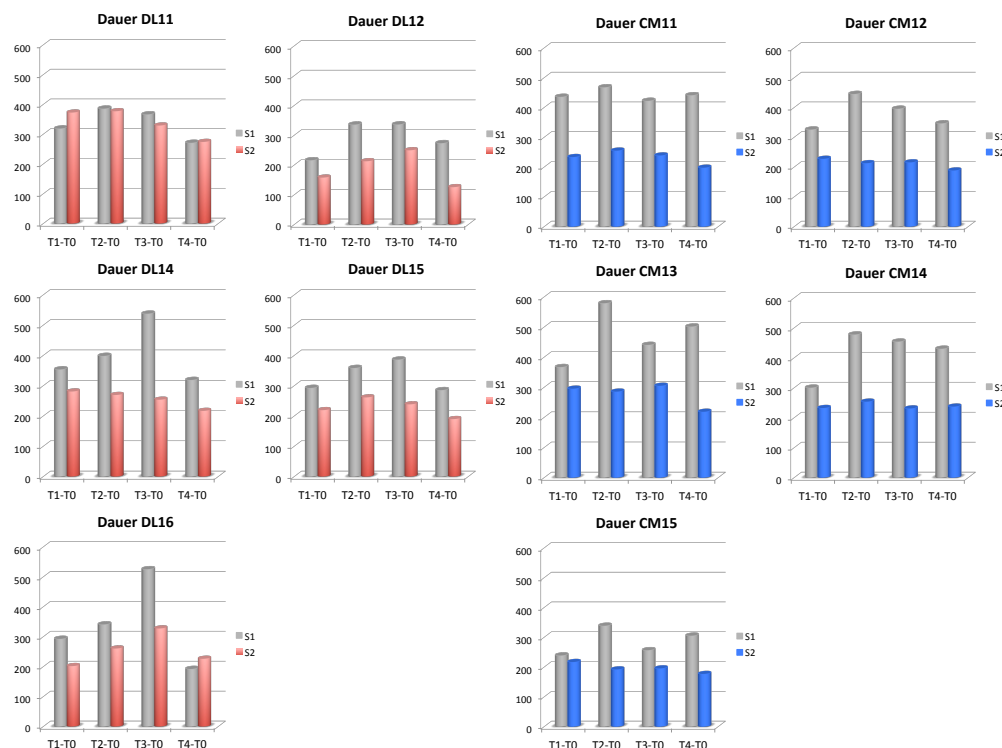 Dauer DL11
600
500
400
300
200
100
0
T1-T0 T2-T0 T3-T0 T4-T0
S1
S2
Dauer DL12
600
500
400
300
200
100
0
T1-T0 T2-T0 T3-T0 T4-T0
S1
S2
Dauer CM11
600
500
400
300
200
100
0
T1-T0 T2-T0 T3-T0 T4-T0
S1
S2
Dauer CM12
600
500
400
300
200
100
0
T1-T0 T2-T0 T3-T0 T4-T0
S1
S2
Dauer DL14
600
500
400
300
200
100
0
T1-T0 T2-T0 T3-T0 T4-T0
S1
S2
Dauer DL15
600
500
400
300
200
100
0
T1-T0 T2-T0 T3-T0 T4-T0
S1
S2
Dauer CM13
600
500
400
300
200
100
0
T1-T0 T2-T0 T3-T0 T4-T0
S1
S2
Dauer CM14
600
500
400
300
200
100
0
T1-T0 T2-T0 T3-T0 T4-T0
S1
S2
Dauer DL16
600
500
400
300
200
100
0
T1-T0 T2-T0 T3-T0 T4-T0
S1
S2
Dauer CM15
600
500
400
300
200
100
0
T1-T0 T2-T0 T3-T0 T4-T0
S1
S2